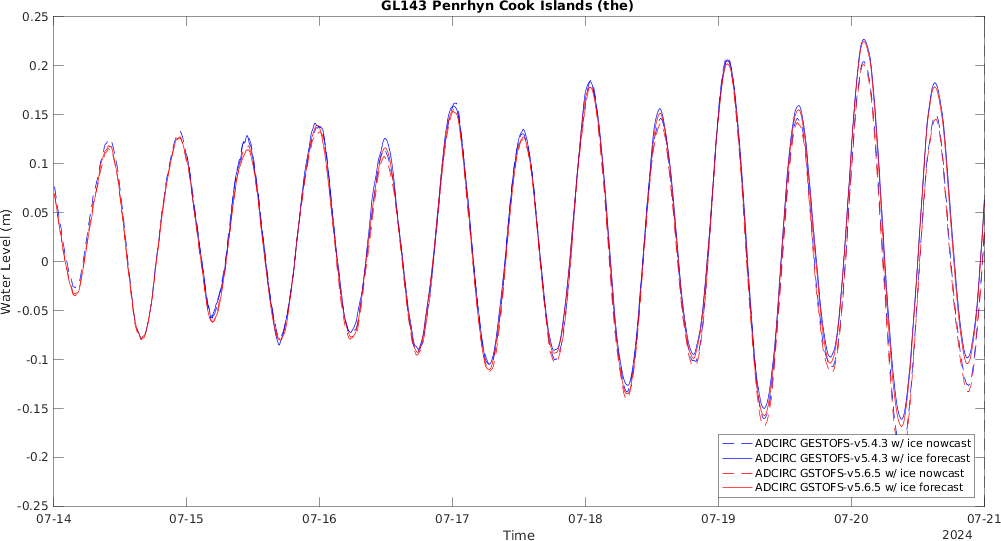 GL143 Penrhyn Cook Islands (the)
0.25
0.2
0.15
0.1
0.05
0
-0.05
-0.1
-0.15
-0.2
-0.25
Water Level (m)
ADCIRC GESTOFS-v5.4.3 w/ ice nowcast
ADCIRC GESTOFS-v5.4.3 w/ ice forecast
ADCIRC GSTOFS-v5.6.5 w/ ice nowcast
ADCIRC GSTOFS-v5.6.5 w/ ice forecast
07-14 07-15 07-16 07-17 07-18 07-19 07-20 07-21
Time
2024